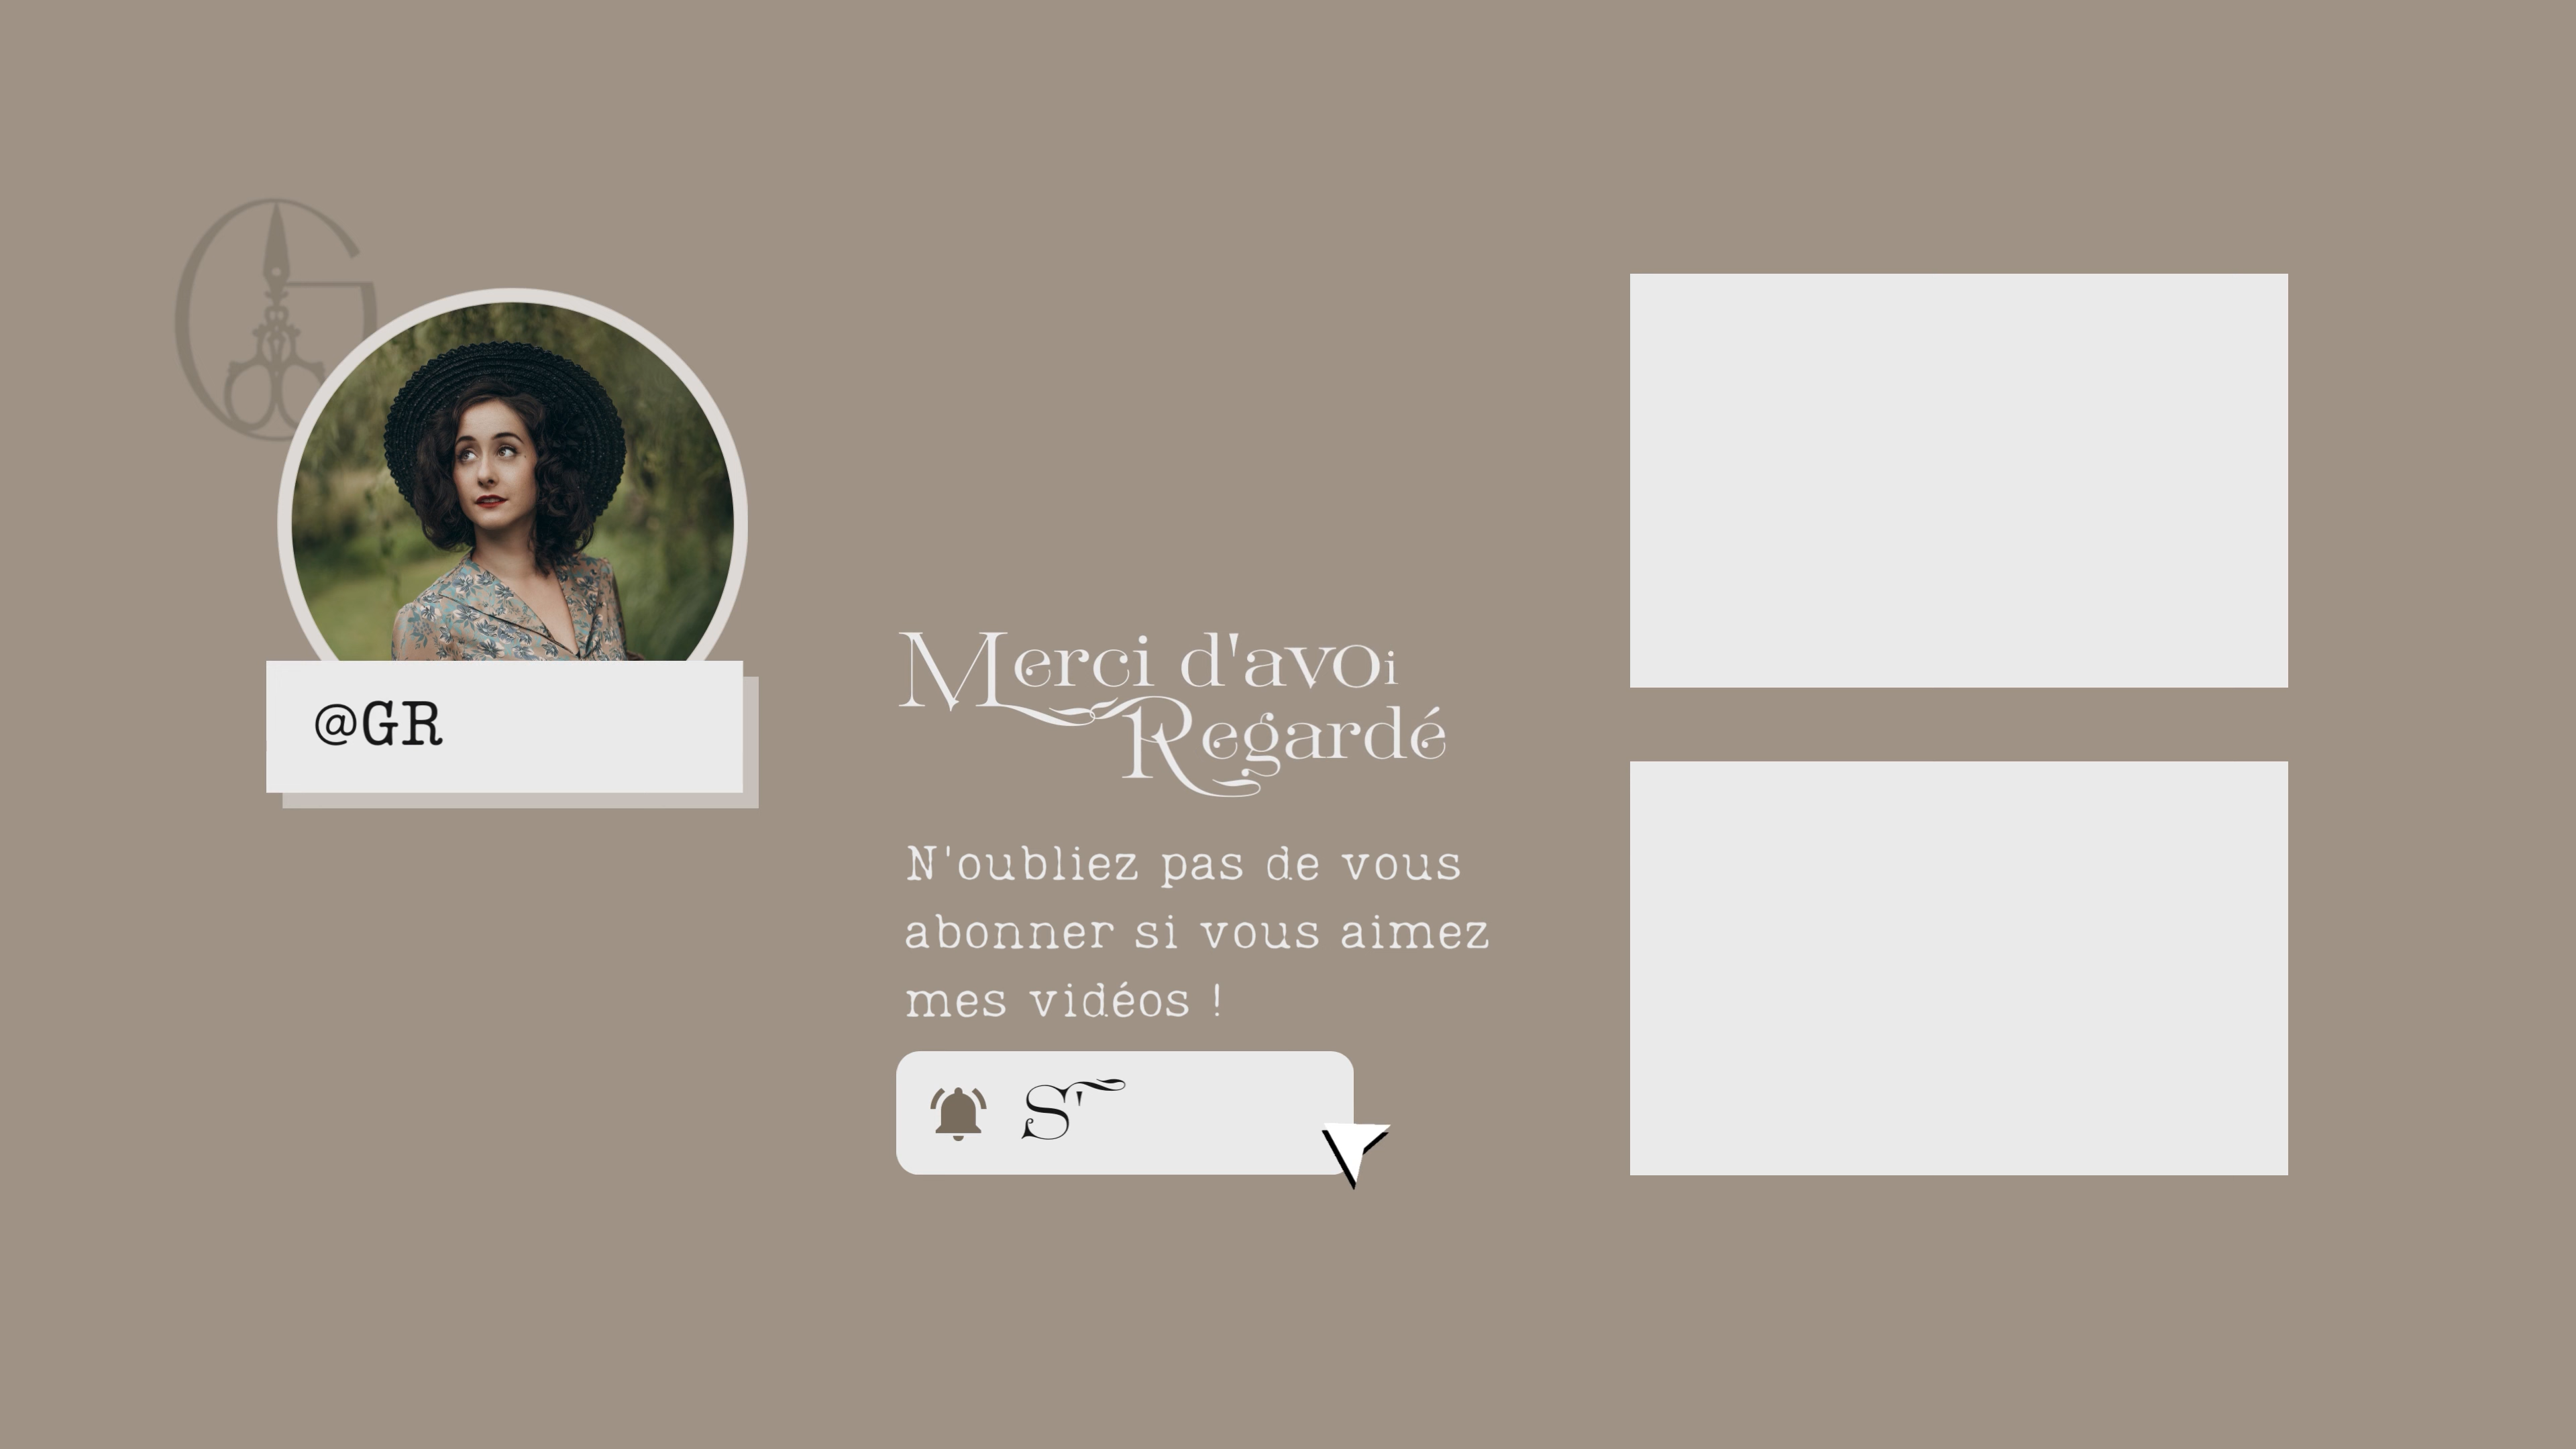 G
@GR
Merci d'avoi
Regardé
N'oubliez pas de vous
abonner si vous aimez
mes vidéos !
S'